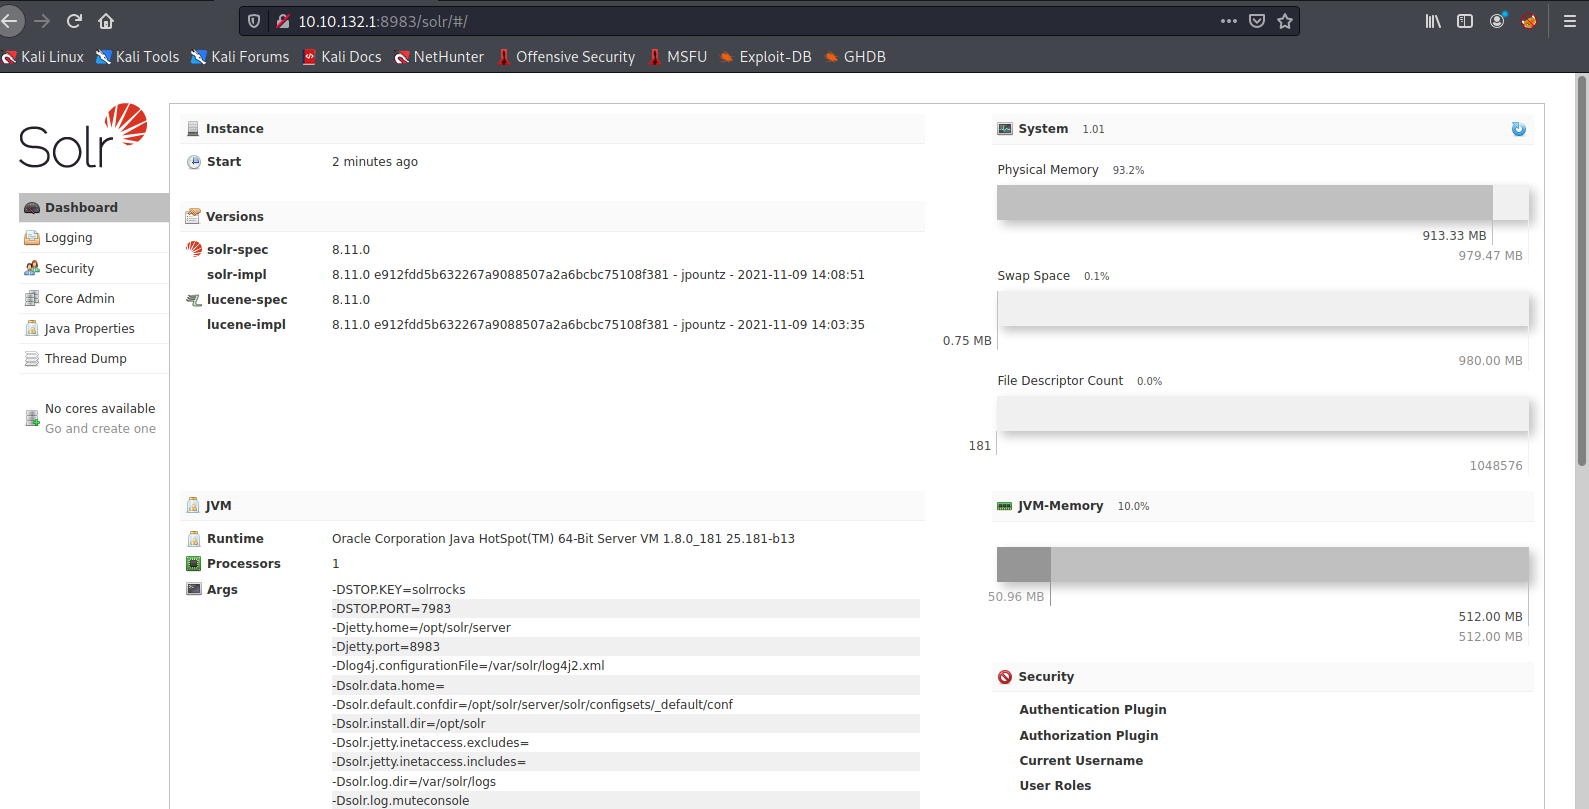 10.10.132.1:8983/solr/#/
Kali Linux Kali Tools Kali Forums Kali Docs NetHunter Offensive Security MSFU Exploit-DB GHDB
Solr
Dashboard
Logging
Security
Core Admin
Java Properties
Thread Dump
No cores available
Go and create one
Instance
Start 2 minutes ago
Versions
solr-spec 8.11.0
solr-impl 8.11.0 e912fdd5b632267a9088507a2a6bcbc75108f381 - jpountz - 2021-11-09 14:08:51
lucene-spec 8.11.0
lucene-impl 8.11.0 e912fdd5b632267a9088507a2a6bcbc75108f381 - jpountz - 2021-11-09 14:03:35
JVM
Runtime Oracle Corporation Java HotSpot(TM) 64-Bit Server VM 1.8.0_181 25.181-b13
Processors 1
Args -DSTOP.KEY=solrrocks
-DSTOP.PORT=7983
-Djetty.home=/opt/solr/server
-Djetty.port=8983
-Dlog4j.configurationFile=/var/solr/log4j2.xml
-Dsolr.data.home=
-Dsolr.default.confdir=/opt/solr/server/solr/configsets/_default/conf
-Dsolr.install.dir=/opt/solr
-Dsolr.jetty.inetaccess.excludes=
-Dsolr.jetty.inetaccess.includes=
-Dsolr.log.dir=/var/solr/logs
-Dsolr.log.muteconsole
System 1.01
Physical Memory 93.2%
913.33 MB
979.47 MB
Swap Space 0.1%
0.75 MB
980.00 MB
File Descriptor Count 0.0%
181
1048576
JVM-Memory 10.0%
50.96 MB
512.00 MB
512.00 MB
Security
Authentication Plugin
Authorization Plugin
Current Username
User Roles